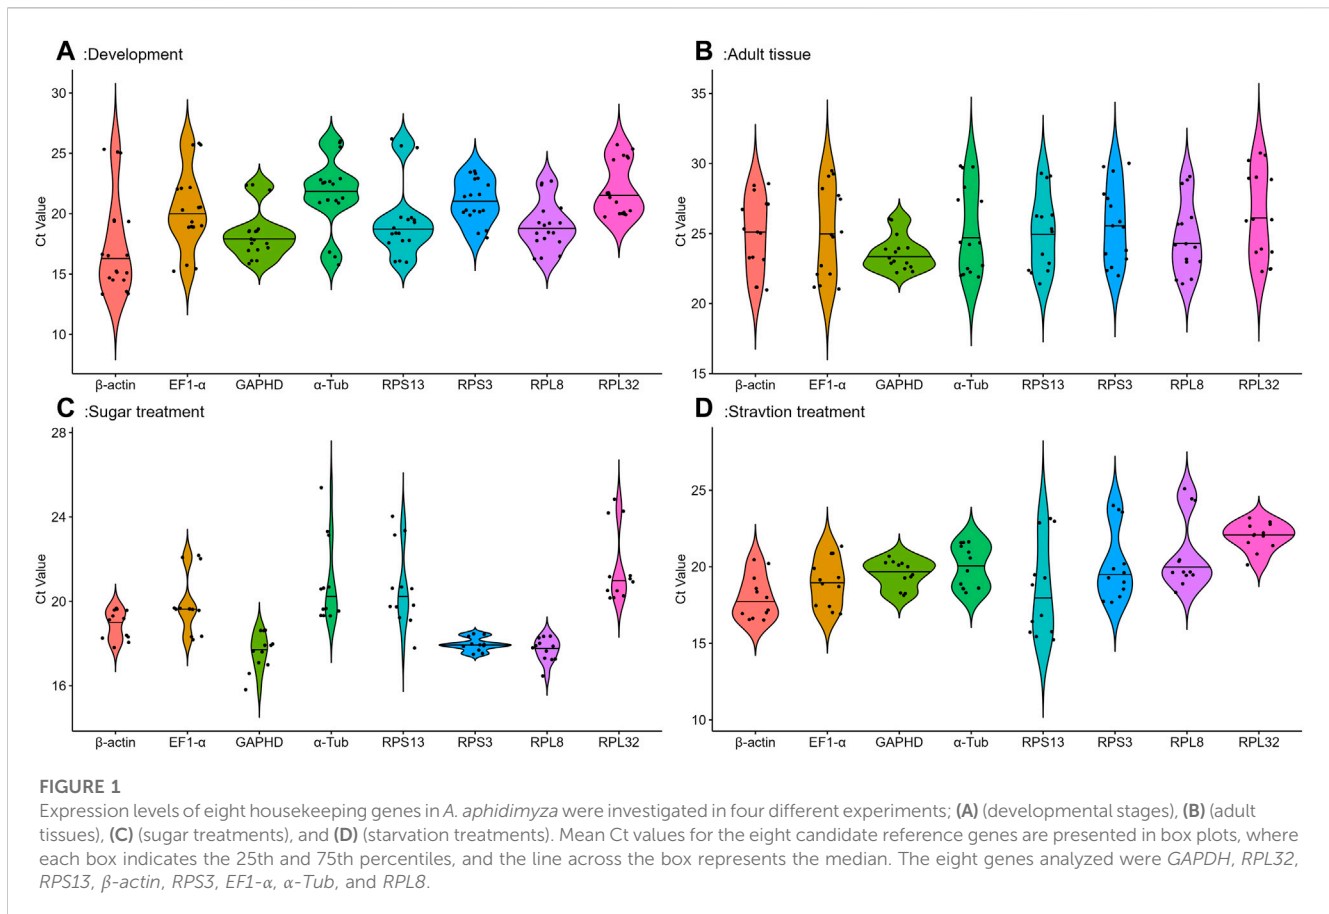 A :Development
Ct Value
30
25
20
15
10
β-actin EF1-α GAPHD α-Tub RPS13 RPS3 RPL8 RPL32
B :Adult tissue
Ct Value
35
30
25
20
15
β-actin EF1-α GAPHD α-Tub RPS13 RPS3 RPL8 RPL32
C :Sugar treatment
Ct Value
28
24
20
16
β-actin EF1-α GAPHD α-Tub RPS13 RPS3 RPL8 RPL32
D :Stravtion treatment
Ct Value
25
20
15
10
β-actin EF1-α GAPHD α-Tub RPS13 RPS3 RPL8 RPL32
FIGURE 1
Expression levels of eight housekeeping genes in A. aphidimyza were investigated in four different experiments; (A) (developmental stages), (B) (adult
tissues), (C) (sugar treatments), and (D) (starvation treatments). Mean Ct values for the eight candidate reference genes are presented in box plots, where
each box indicates the 25th and 75th percentiles, and the line across the box represents the median. The eight genes analyzed were GAPDH, RPL32,
RPS13, β-actin, RPS3, EF1-α, α-Tub, and RPL8.